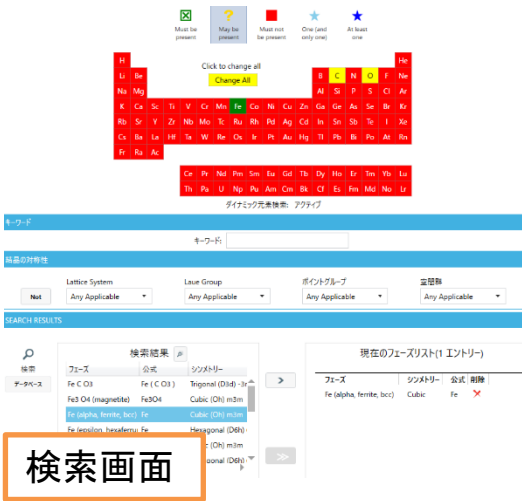 Must be present
May be present
Must not be present
One (and only one)
At least one
Click to change all
Change All
H He
Li Be B C N O F Ne
Na Mg Al Si P S Cl Ar
K Ca Sc Ti V Cr Mn Fe Co Ni Cu Zn Ga Ge As Se Br Kr
Rb Sr Y Zr Nb Mo Tc Ru Rh Pd Ag Cd In Sn Sb Te I Xe
Cs Ba La Hf Ta W Re Os Ir Pt Au Hg Tl Pb Bi Po At Rn
Fr Ra Ac
Ce Pr Nd Pm Sm Eu Gd Tb Dy Ho Er Tm Yb Lu
Th Pa U Np Pu Am Cm Bk Cf Es Fm Md No Lr
ダイナミック元素検索: アクティブ
キーワード
キーワード:
結晶の対称性
Lattice System Laue Group ポイントグループ 空間群
Not Any Applicable Any Applicable Any Applicable Any Applicable
SEARCH RESULTS
検索
データベース
検索結果
フェーズ 公式 シンメトリー
Fe C O3 Fe ( C O3 ) Trigonal (D3d) -3r
Fe3 O4 (magnetite) Fe3O4 Cubic (Oh) m3m
Fe (alpha, ferrite, bcc) Fe Cubic (Oh) m3m
Fe (epsilon, hexaferru Fe Hexagonal (D6h)
(Oh) m3m
onal (D6h)
> 
≫
現在のフェーズリスト(1 エントリー)
フェーズ シンメトリー 公式 削除
Fe (alpha, ferrite, bcc) Cubic Fe
検索画面